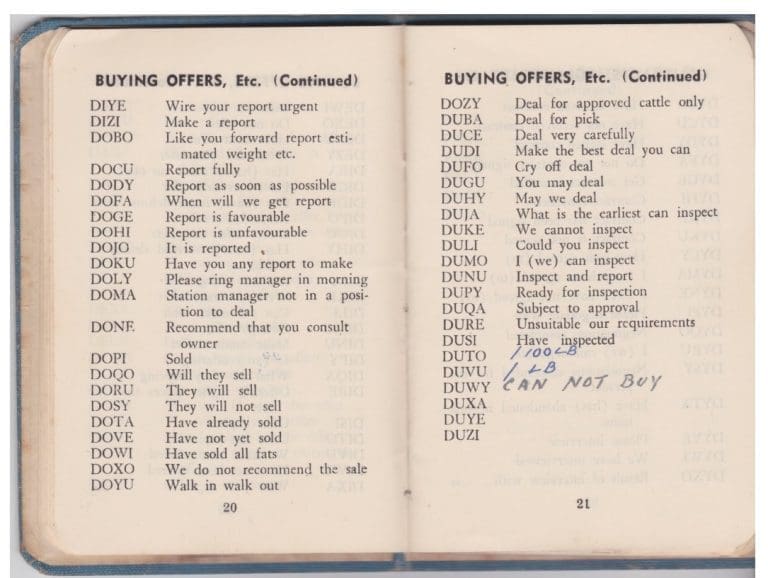 BUYING OFFERS, Etc. (Continued)
DIYE Wire your report urgent
DIZI Make a report
DOBO Like you forward report esti-
mated weight etc.
DOCU Report fully
DODY Report as soon as possible
DOFA When will we get report
DOGE Report is favourable
DOHI Report is unfavourable
DOJO It is reported
DOKU Have you any report to make
DOLY Please ring manager in morning
DOMA Station manager not in a posi-
tion to deal
DONE Recommend that you consult
owner
DOPI Sold
DOQO Will they sell
DORU They will sell
DOSY They will not sell
DOTA Have already sold
DOVE Have not yet sold
DOWI Have sold all fats
DOXO We do not recommend the sale
DOYU Walk in walk out
20
BUYING OFFERS, Etc. (Continued)
DOZY Deal for approved cattle only
DUBA Deal for pick
DUCE Deal very carefully
DUDI Make the best deal you can
DUFO Cry off deal
DUGU You may deal
DUHY May we deal
DUJA What is the earliest can inspect
DUKE We cannot inspect
DULI Could you inspect
DUMO I (we) can inspect
DUNU Inspect and report
DUPY Ready for inspection
DUQA Subject to approval
DURE Unsuitable our requirements
DUSI Have inspected
DUTO / 100LB
DUVU / LB
DUWY CAN NOT BUY
DUXA
DUYE
DUZI
21